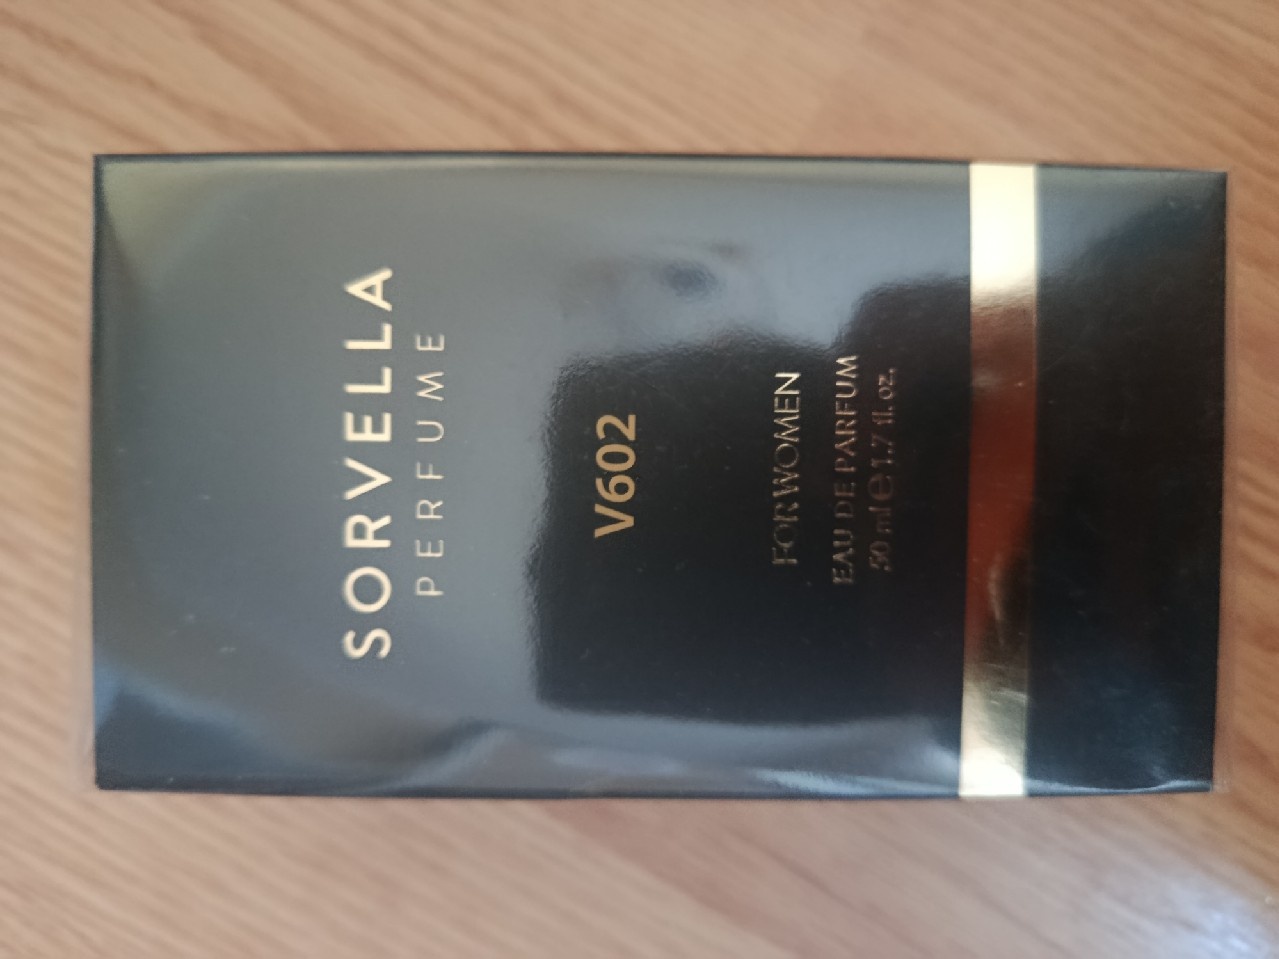 SORVELLA
PERFUME
V602
FOR WOMEN
EAU DE PARFUM
50 ml e 1.7 fl. oz.